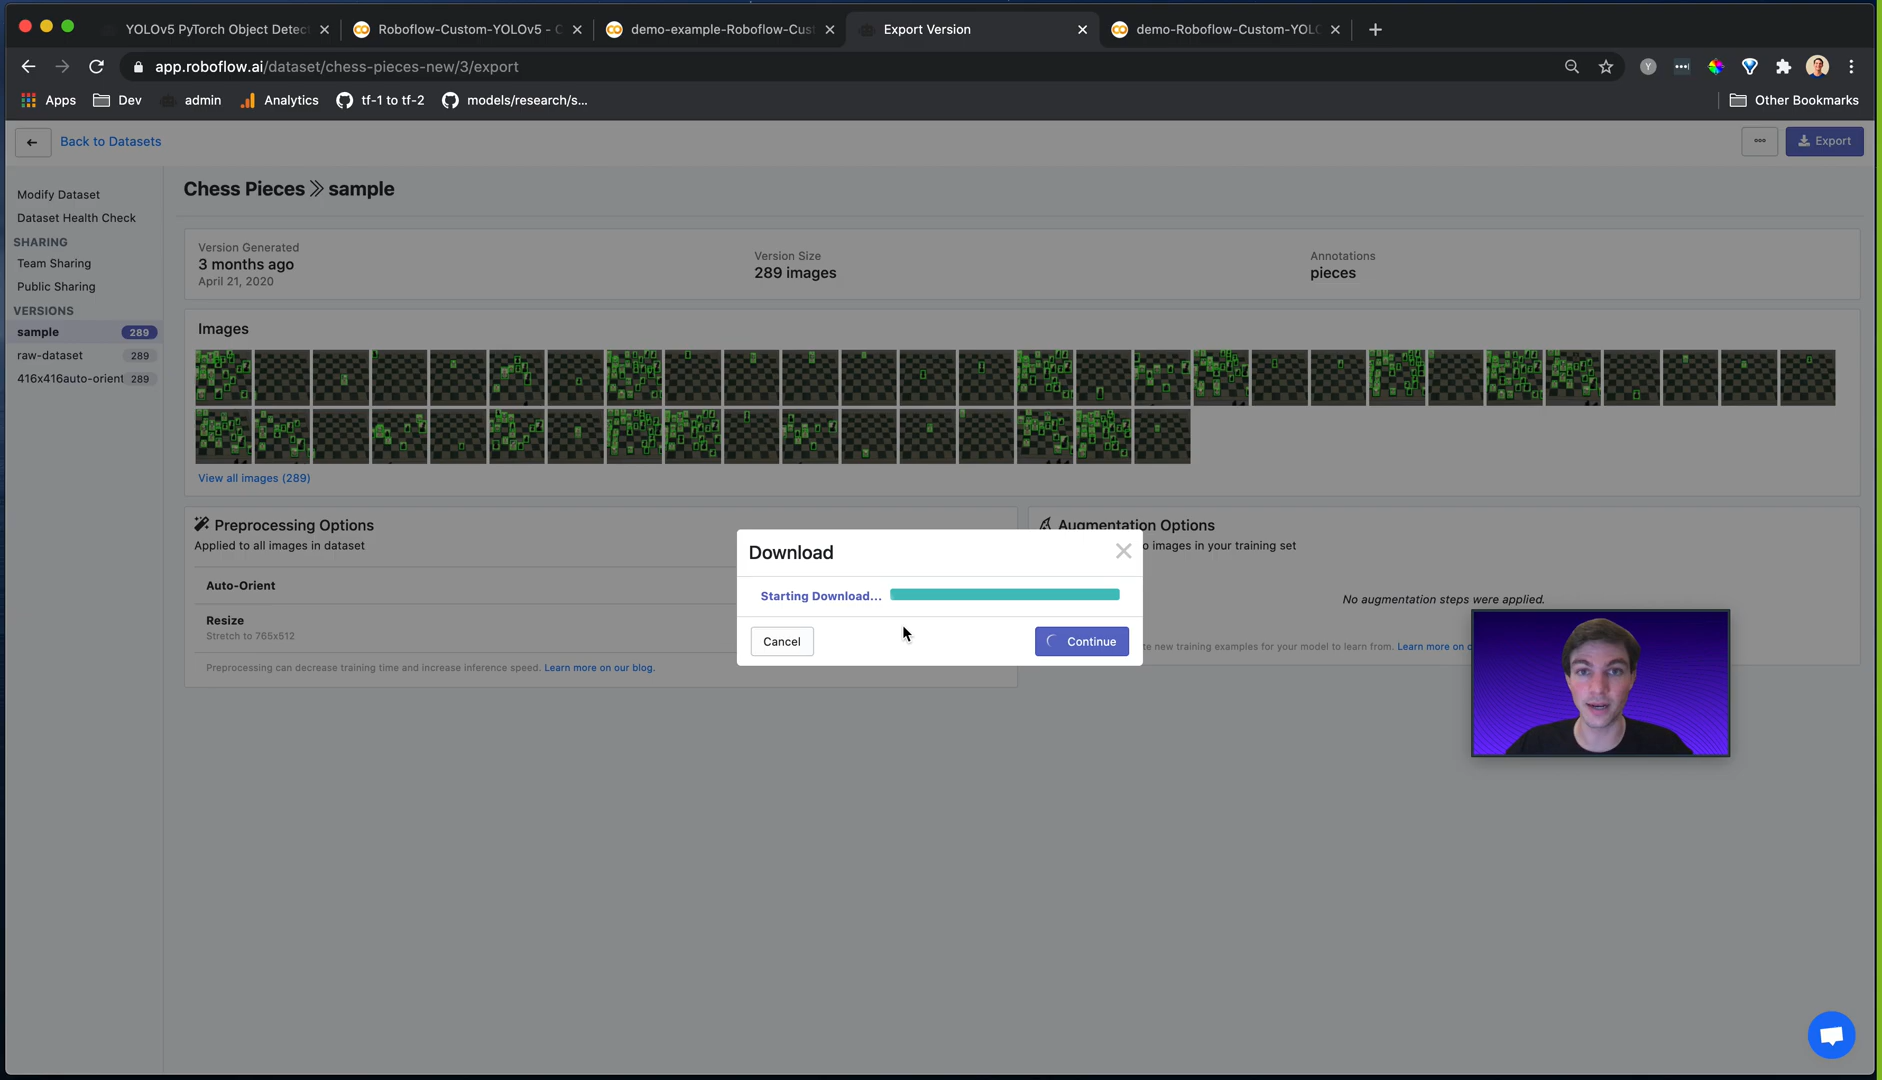 YOLOv5 PyTorch Object Detec
Roboflow-Custom-YOLOv5 - C
demo-example-Roboflow-Cust
Export Version
demo-Roboflow-Custom-YOLO
app.roboflow.ai/dataset/chess-pieces-new/3/export
Y
Apps
Dev
admin
Analytics
tf-1 to tf-2
models/research/s...
Other Bookmarks
Back to Datasets
Export
Modify Dataset
Dataset Health Check
SHARING
Team Sharing
Public Sharing
VERSIONS
sample 289
raw-dataset 289
416x416auto-orient 289
Chess Pieces sample
Version Generated
3 months ago
April 21, 2020
Version Size
289 images
Annotations
pieces
Images
View all images (289)
Preprocessing Options
Applied to all images in dataset
Auto-Orient
Resize
Stretch to 765x512
Preprocessing can decrease training time and increase inference speed. Learn more on our blog.
Augmentation Options
o images in your training set
No augmentation steps were applied.
te new training examples for your model to learn from. Learn more on
Download
Starting Download...
Cancel
Continue